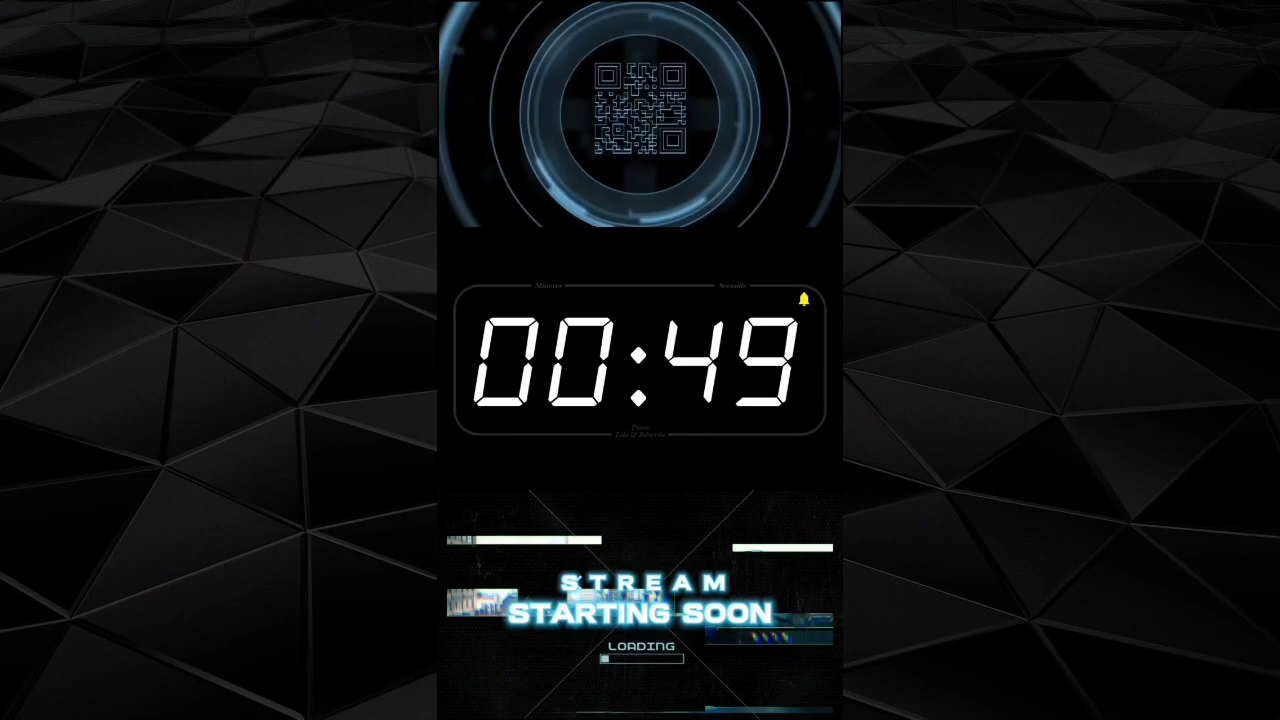 Minutes
Seconds
00:49
Please
Like & Subscribe
STREAM
STARTING SOON
LOADING